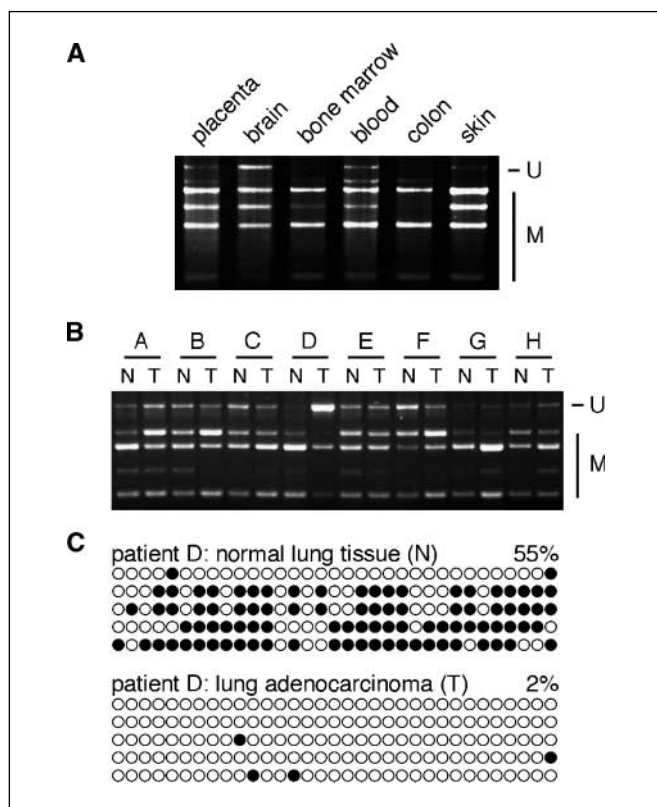 A
placenta
brain
bone marrow
blood
colon
skin
U
M
B
A B C D E F G H
N T N T N T N T N T N T N T N T
U
M
C
patient D: normal lung tissue (N) 55%
patient D: lung adenocarcinoma (T) 2%